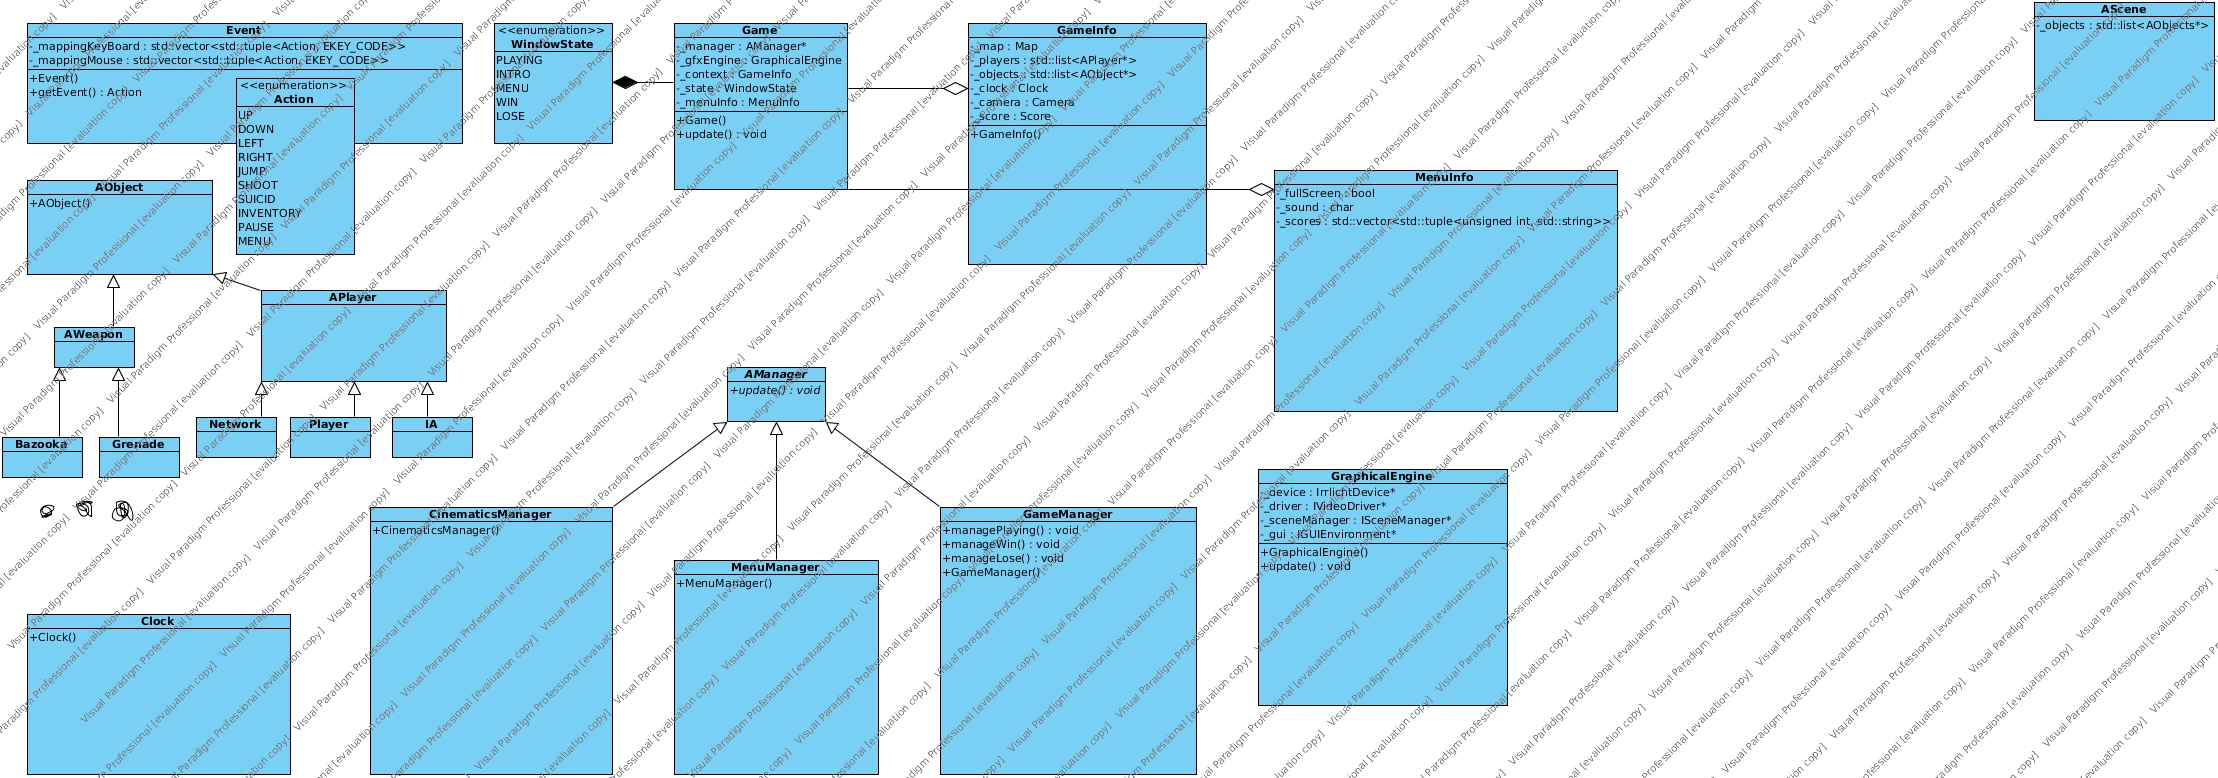 Event
-_mappingKeyBoard : std::vector<std::tuple<Action, EKEY_CODE>>
-_mappingMouse : std::vector<std::tuple<Action, EKEY_CODE>>
+Event()
+getEvent() : Action
<<enumeration>>
Action
UP
DOWN
LEFT
RIGHT
JUMP
SHOOT
SUICID
INVENTORY
PAUSE
MENU
<<enumeration>>
WindowState
PLAYING
INTRO
MENU
WIN
LOSE
Game
-_manager : AManager*
-_gfxEngine : GraphicalEngine
-_context : GameInfo
-_state : WindowState
-_menuInfo : MenuInfo
+Game()
+update() : void
GameInfo
-_map : Map
-_players : std::list<APlayer*>
-_objects : std::list<AObject*>
-_clock : Clock
-_camera : Camera
-_score : Score
+GameInfo()
AScene
-_objects : std::list<AObjects*>
MenuInfo
-_fullScreen : bool
-_sound : char
-_scores : std::vector<std::tuple<unsigned int, std::string>>
AObject
+AObject()
APlayer
AWeapon
Bazooka
Grenade
Network
Player
IA
AManager
+update() : void
CinematicsManager
+CinematicsManager()
MenuManager
+MenuManager()
GameManager
+managePlaying() : void
+manageWin() : void
+manageLose() : void
+GameManager()
GraphicalEngine
-_device : IrrlichtDevice*
-_driver : IVideoDriver*
-_sceneManager : ISceneManager*
-_gui : IGUIEnvironment*
+GraphicalEngine()
+update() : void
Clock
+Clock()
Visual Paradigm Professional [evaluation copy]